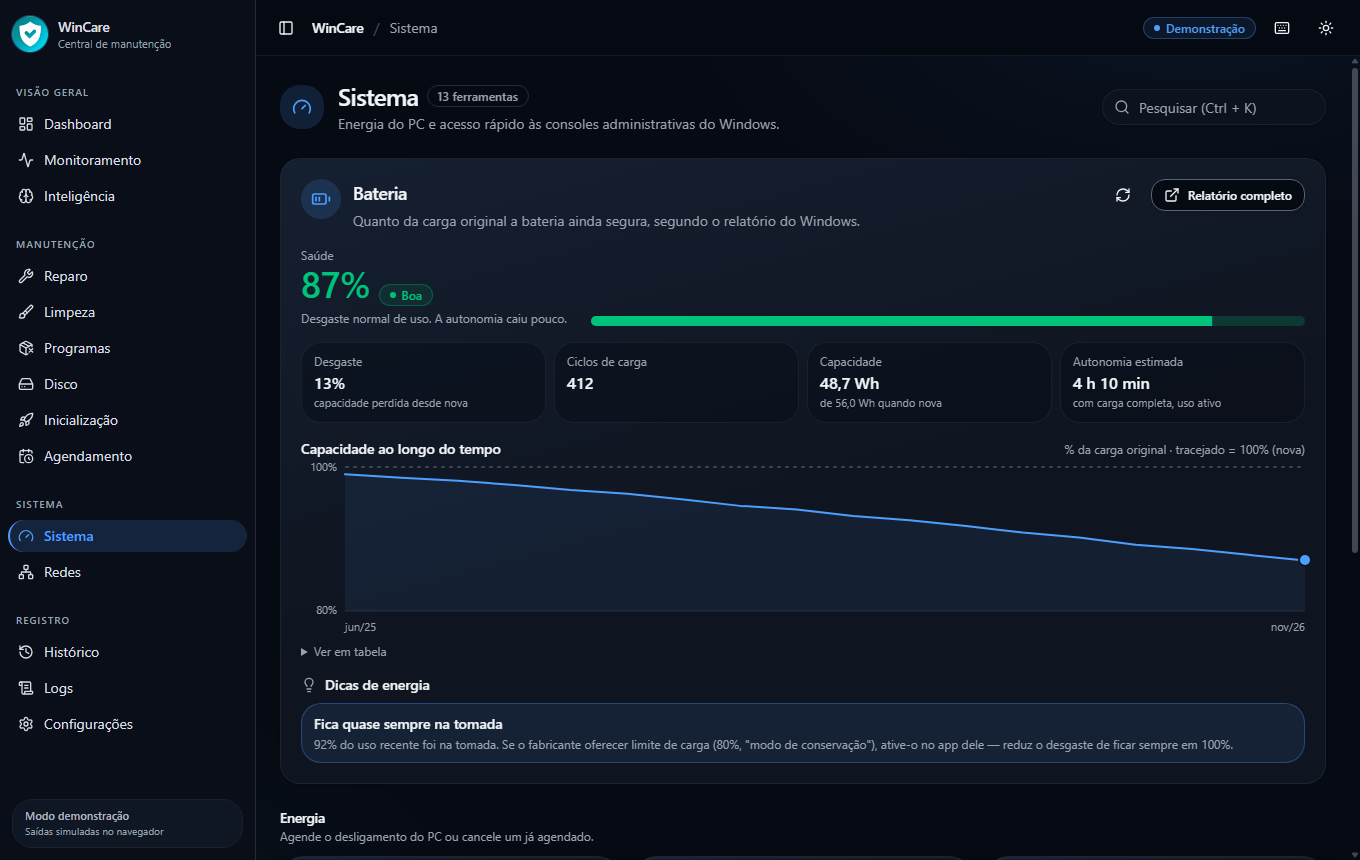 WinCare
Central de manutenção
VISÃO GERAL
Dashboard
Monitoramento
Inteligência
MANUTENÇÃO
Reparo
Limpeza
Programas
Disco
Inicialização
Agendamento
SISTEMA
Sistema
Redes
REGISTRO
Histórico
Logs
Configurações
Modo demonstração
Saídas simuladas no navegador
WinCare / Sistema
Demonstração
Sistema
13 ferramentas
Energia do PC e acesso rápido às consoles administrativas do Windows.
Pesquisar (Ctrl + K)
Bateria
Quanto da carga original a bateria ainda segura, segundo o relatório do Windows.
Relatório completo
Saúde
87%
Boa
Desgaste normal de uso. A autonomia caiu pouco.
Desgaste
13%
capacidade perdida desde nova
Ciclos de carga
412
Capacidade
48,7 Wh
de 56,0 Wh quando nova
Autonomia estimada
4 h 10 min
com carga completa, uso ativo
Capacidade ao longo do tempo
% da carga original · tracejado = 100% (nova)
100%
80%
jun/25
nov/26
Ver em tabela
Dicas de energia
Fica quase sempre na tomada
92% do uso recente foi na tomada. Se o fabricante oferecer limite de carga (80%, "modo de conservação"), ative-o no app dele — reduz o desgaste de ficar sempre em 100%.
Energia
Agende o desligamento do PC ou cancele um já agendado.